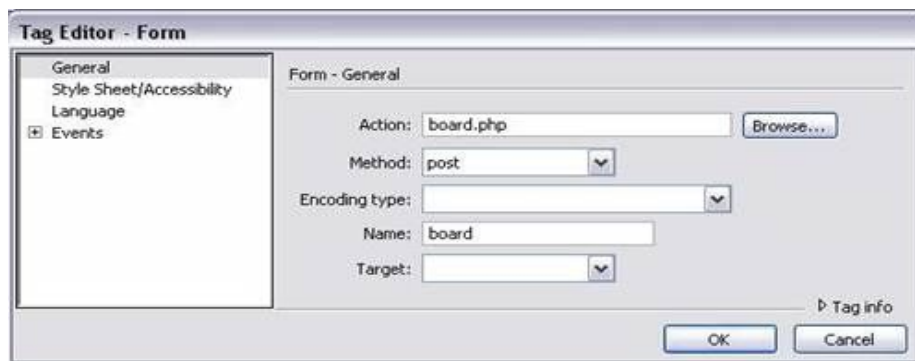 Tag Editor - Form
General
Style Sheet/Accessibility
Language
Events
Form - General
Action: board.php Browse...
Method: post
Encoding type:
Name: board
Target:
Tag info
OK Cancel